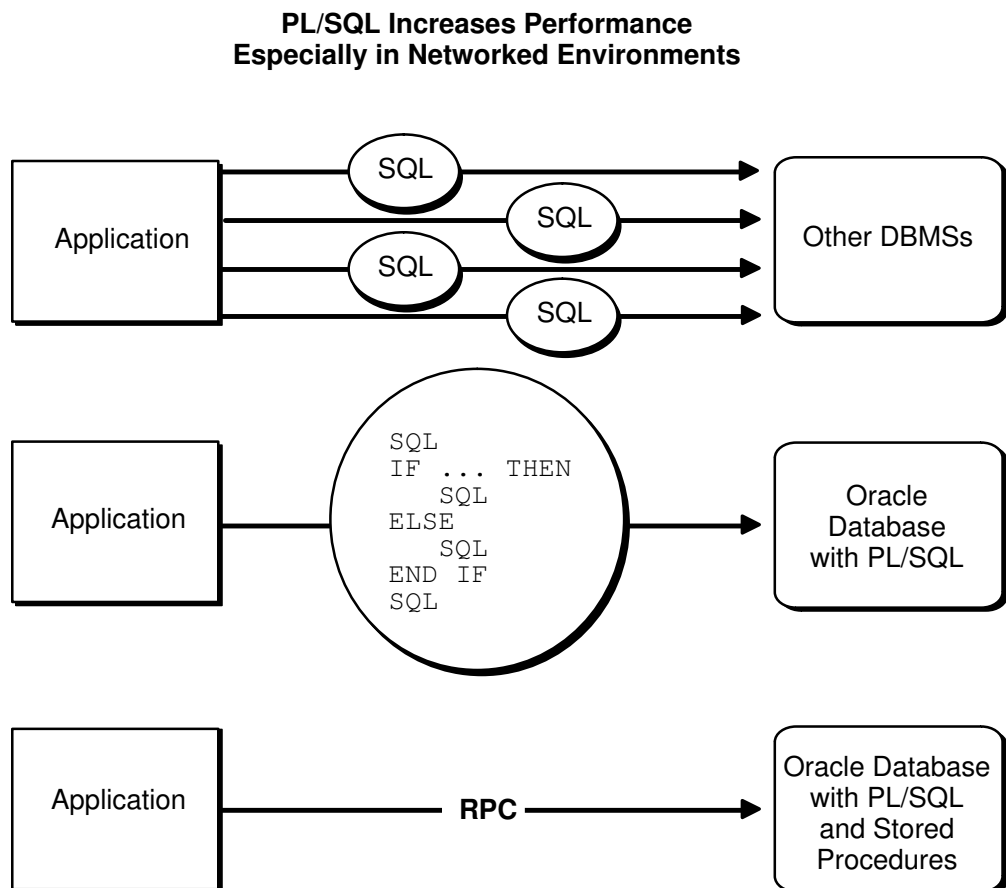 PL/SQL Increases Performance
Especially in Networked Environments
SQL
SQL
Application
Other DBMSs
SQL
SQL
SQL
IF ... THEN
SQL
ELSE
SQL
END IF
SQL
Application
Oracle
Database
with PL/SQL
Application
RPC
Oracle Database
with PL/SQL
and Stored
Procedures